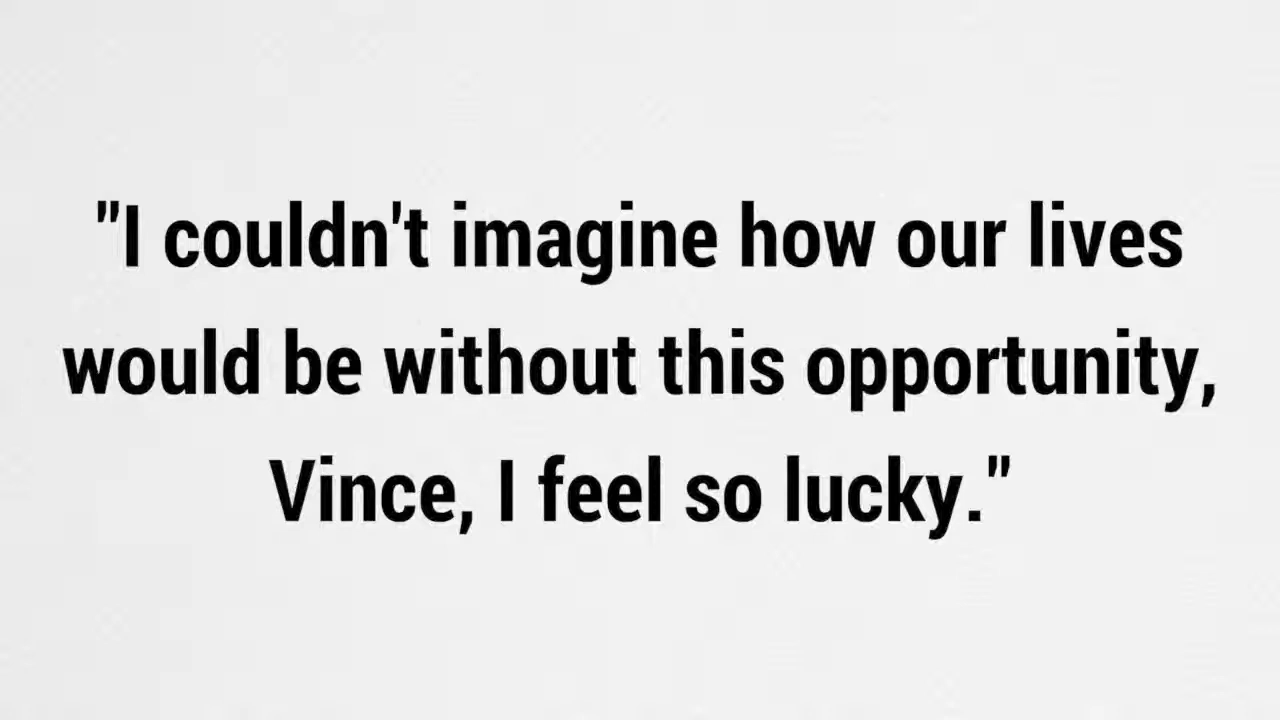 "I couldn't imagine how our lives
would be without this opportunity,
Vince, I feel so lucky."